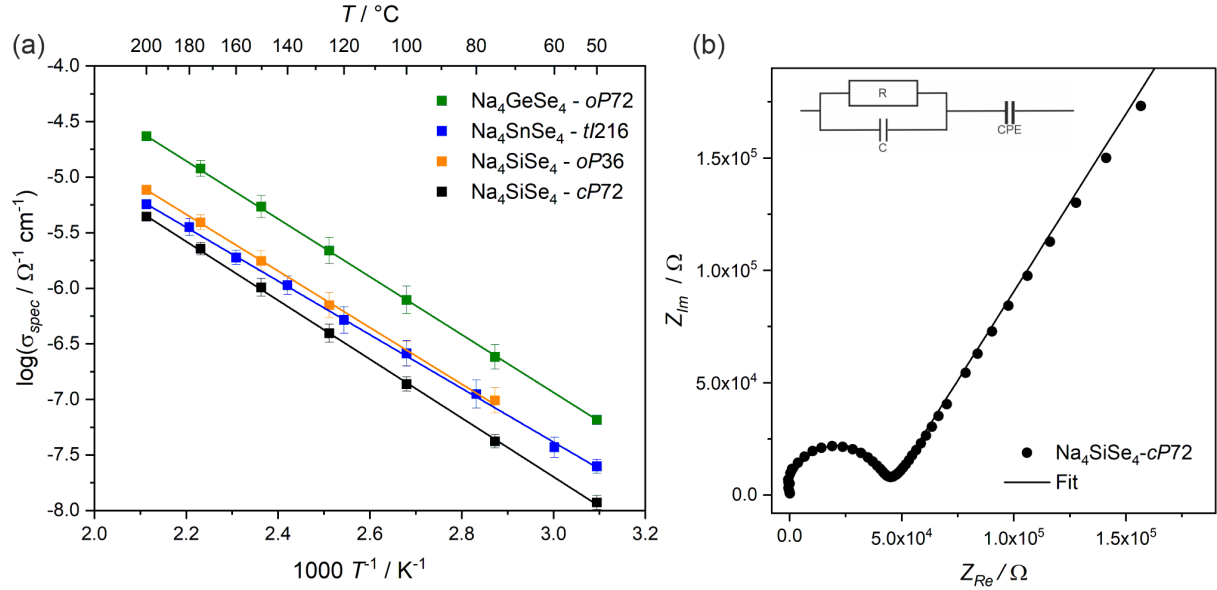 (a)
T / °C
200 180 160 140 120 100 80 60 50
-4.0
-4.5
-5.0
-5.5
-6.0
-6.5
-7.0
-7.5
-8.0
log(σspec / Ω⁻¹ cm⁻¹)
Na₄GeSe₄ - oP72
Na₄SnSe₄ - tI216
Na₄SiSe₄ - oP36
Na₄SiSe₄ - cP72
2.0 2.2 2.4 2.6 2.8 3.0 3.2
1000 T⁻¹ / K⁻¹
(b)
R
C
CPE
1.5x10⁵
1.0x10⁵
5.0x10⁴
0.0
Z_Im / Ω
Na₄SiSe₄-cP72
Fit
0.0 5.0x10⁴ 1.0x10⁵ 1.5x10⁵
Z_Re / Ω